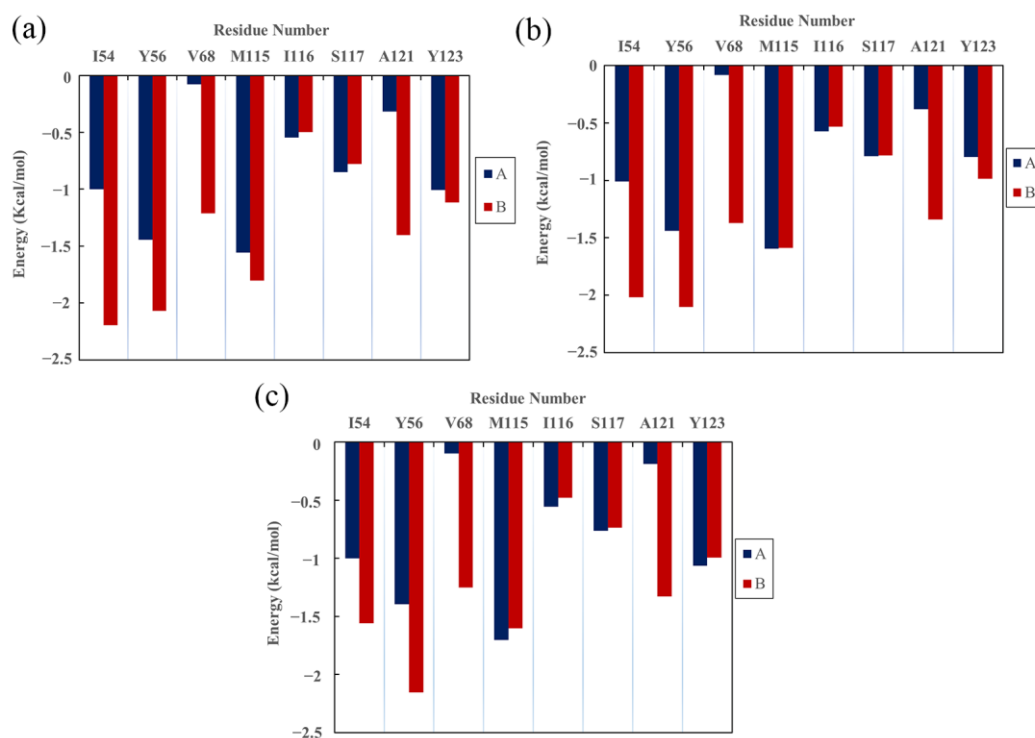 (a)
Residue Number
I54 Y56 V68 M115 I116 S117 A121 Y123
0
−0.5
−1
−1.5
−2
−2.5
Energy (Kcal/mol)
A
B
(b)
Residue Number
I54 Y56 V68 M115 I116 S117 A121 Y123
0
−0.5
−1
−1.5
−2
−2.5
Energy (kcal/mol)
A
B
(c)
Residue Number
I54 Y56 V68 M115 I116 S117 A121 Y123
0
−0.5
−1
−1.5
−2
−2.5
Energy (kcal/mol)
A
B